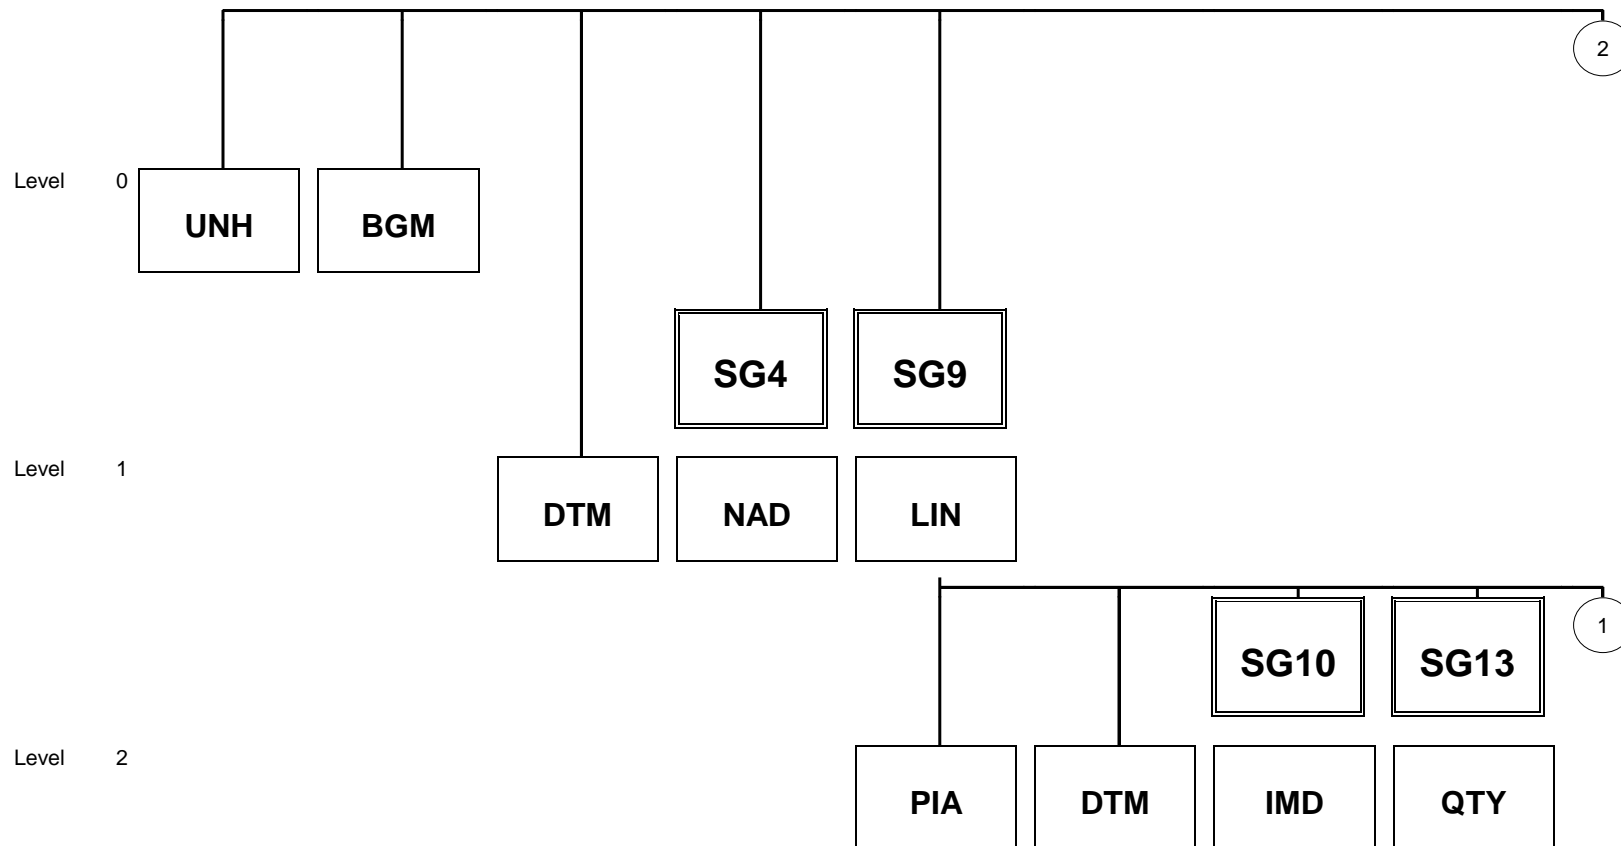 2
Level 0
UNH BGM
SG4 SG9
Level 1
DTM NAD LIN
SG10 SG13 1
Level 2
PIA DTM IMD QTY